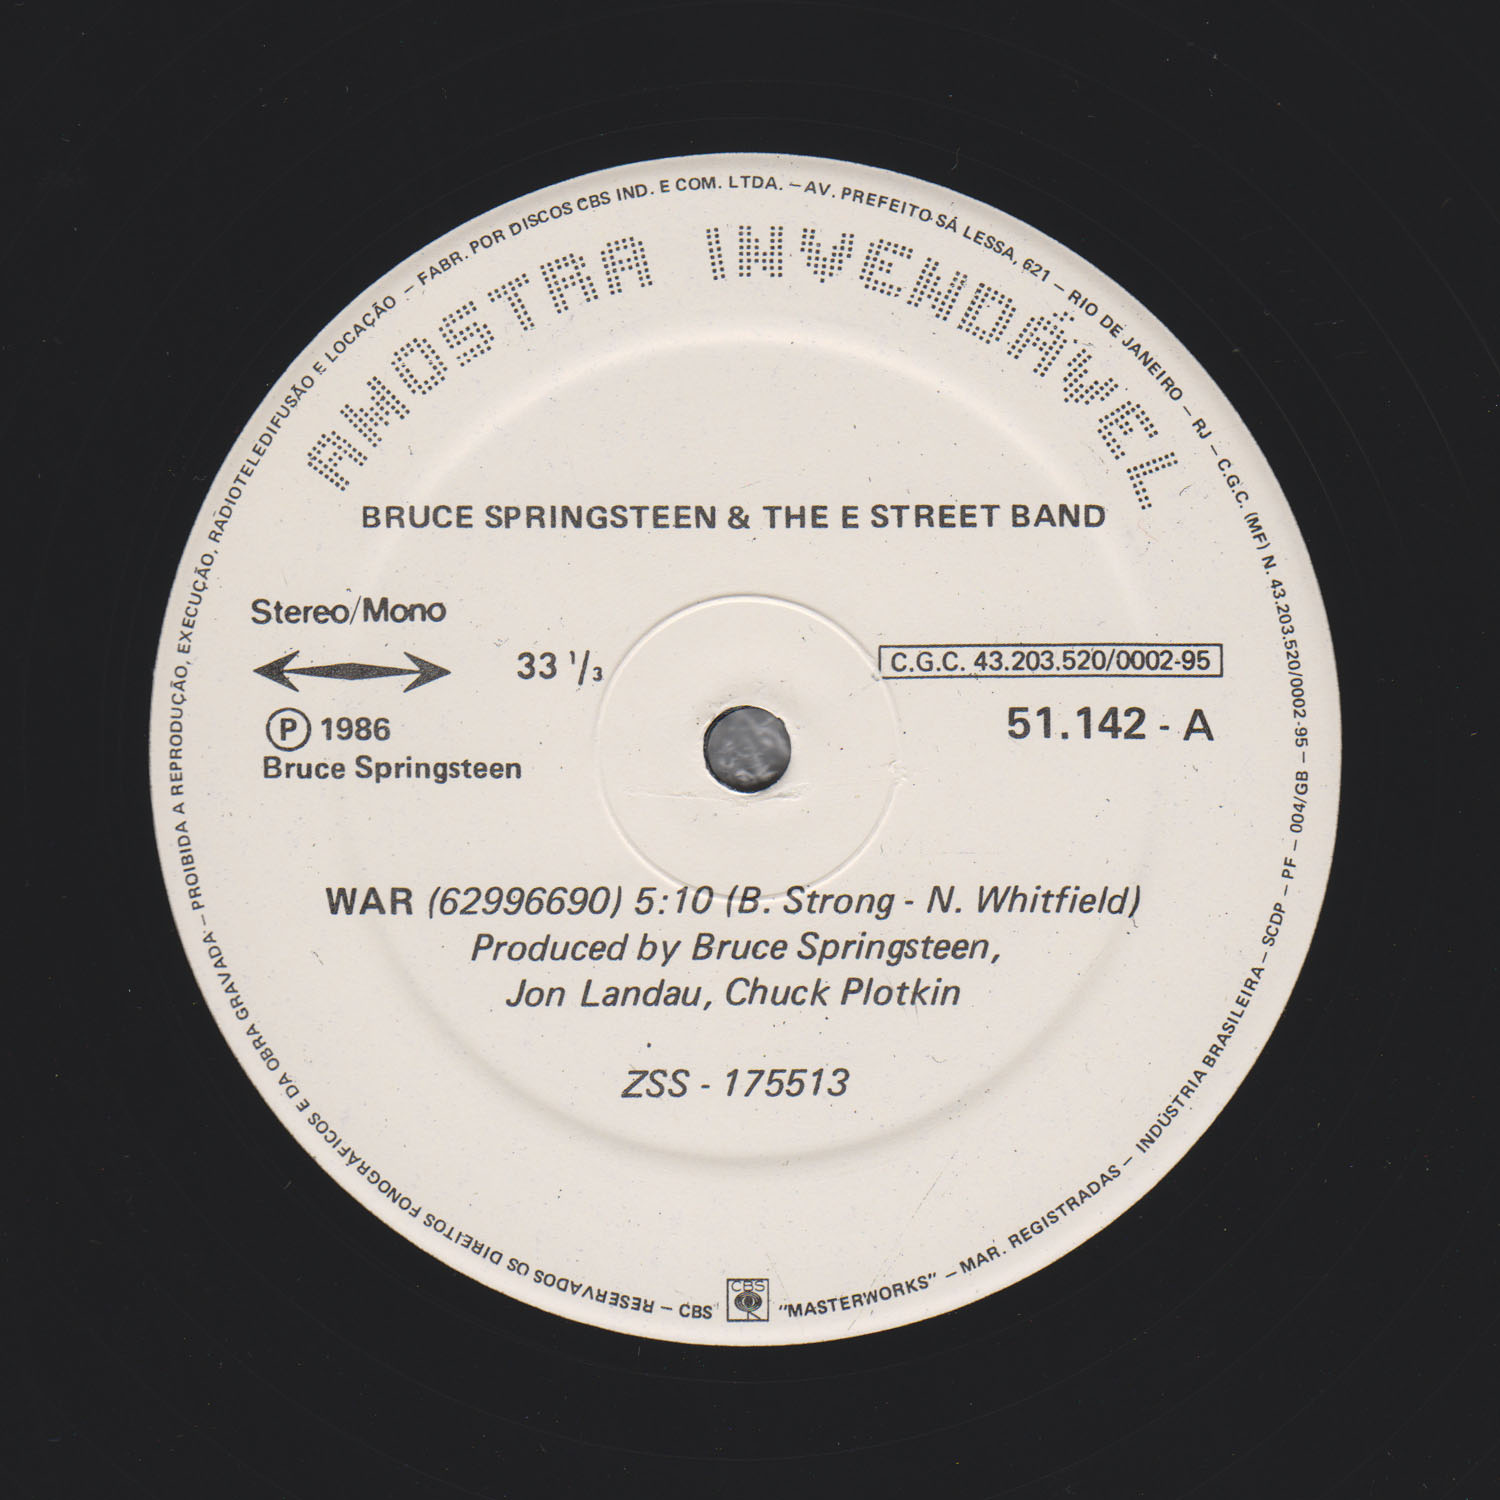 RESERVADOS OS DIREITOS FONOGRÁFICOS E DA OBRA GRAVADA – PROIBIDA A REPRODUÇÃO, EXECUÇÃO, RADIOTELEDIFUSÃO E LOCAÇÃO – FABR. POR DISCOS CBS IND. E COM. LTDA. – AV. PREFEITO SÁ LESSA, 621 – RIO DE JANEIRO – RJ – C.G.C. (MF) N. 43.203.520/0002-95 – 004/GB – PF – SCDP – INDÚSTRIA BRASILEIRA – MAR. REGISTRADAS – "MASTERWORKS" CBS – CBS
AMOSTRA INVENDÁVEL
BRUCE SPRINGSTEEN & THE E STREET BAND
Stereo/Mono
33 1/3
C.G.C. 43.203.520/0002-95
Ⓟ 1986
51.142 - A
Bruce Springsteen
WAR (62996690) 5:10 (B. Strong - N. Whitfield)
Produced by Bruce Springsteen,
Jon Landau, Chuck Plotkin
ZSS - 175513